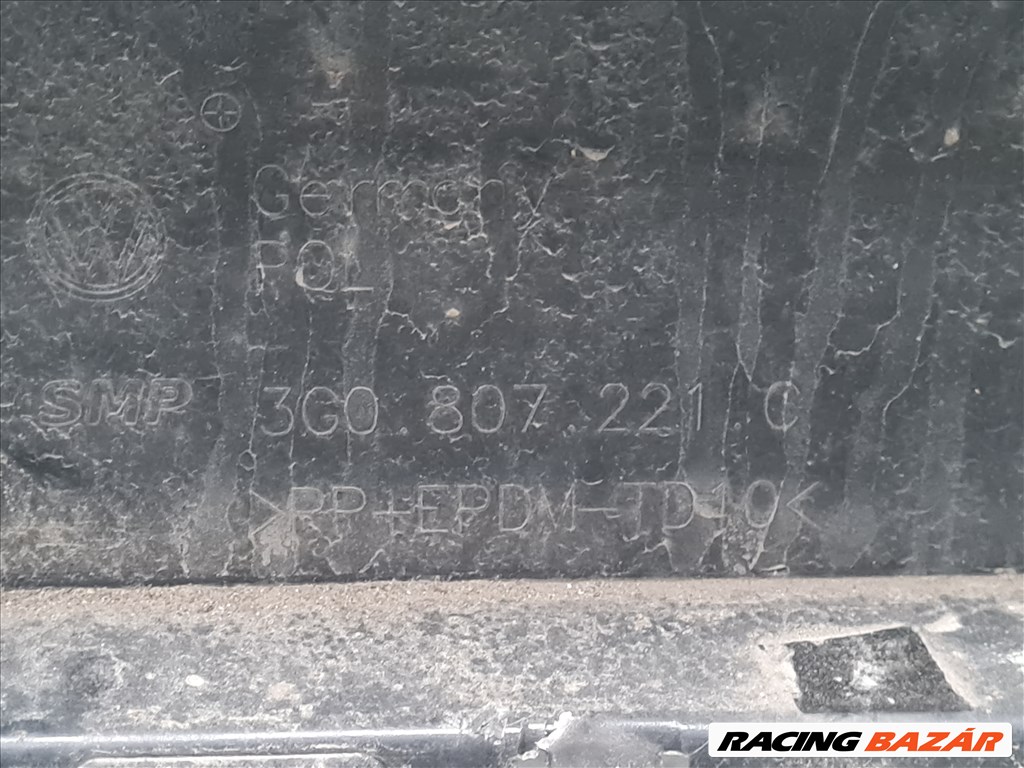 Germany
POL
SMP 3G0.807.221.C
>PP+EPDM-TD10<
RACING BAZÁR